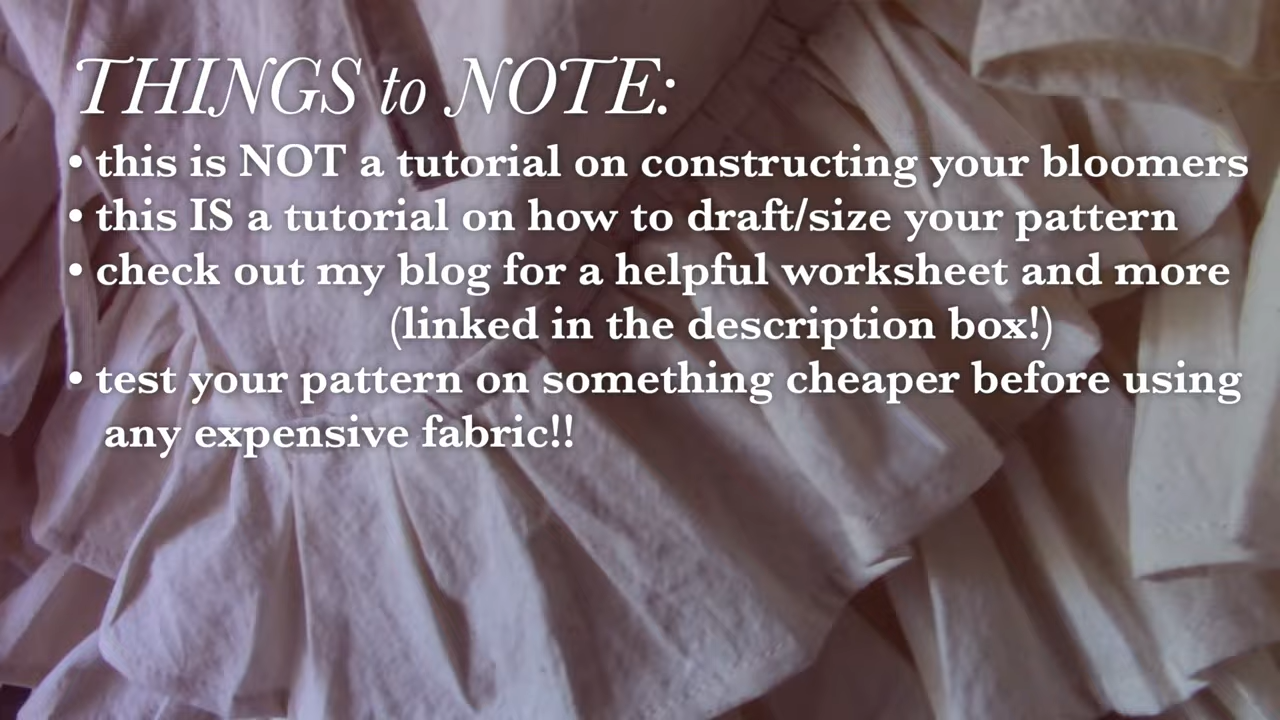 THINGS to NOTE:
• this is NOT a tutorial on constructing your bloomers
• this IS a tutorial on how to draft/size your pattern
• check out my blog for a helpful worksheet and more
(linked in the description box!)
• test your pattern on something cheaper before using
any expensive fabric!!